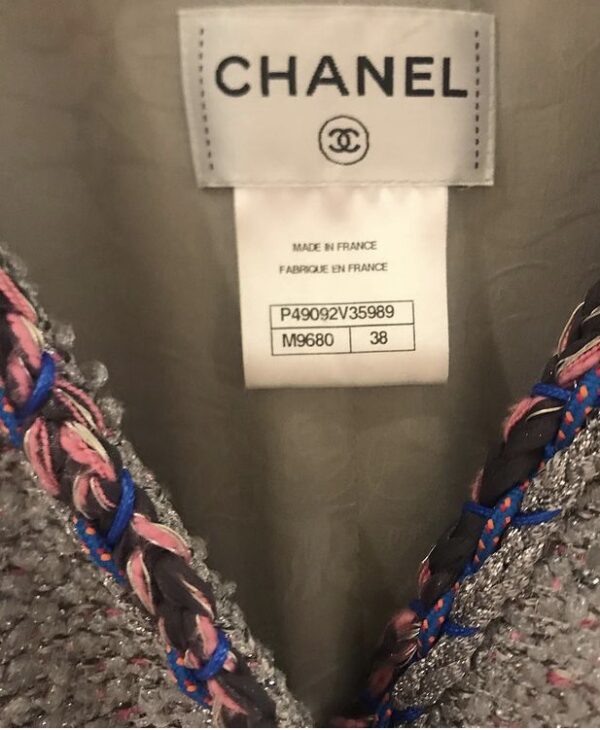 CHANEL
MADE IN FRANCE
FABRIQUE EN FRANCE
P49092V35989
M9680 38